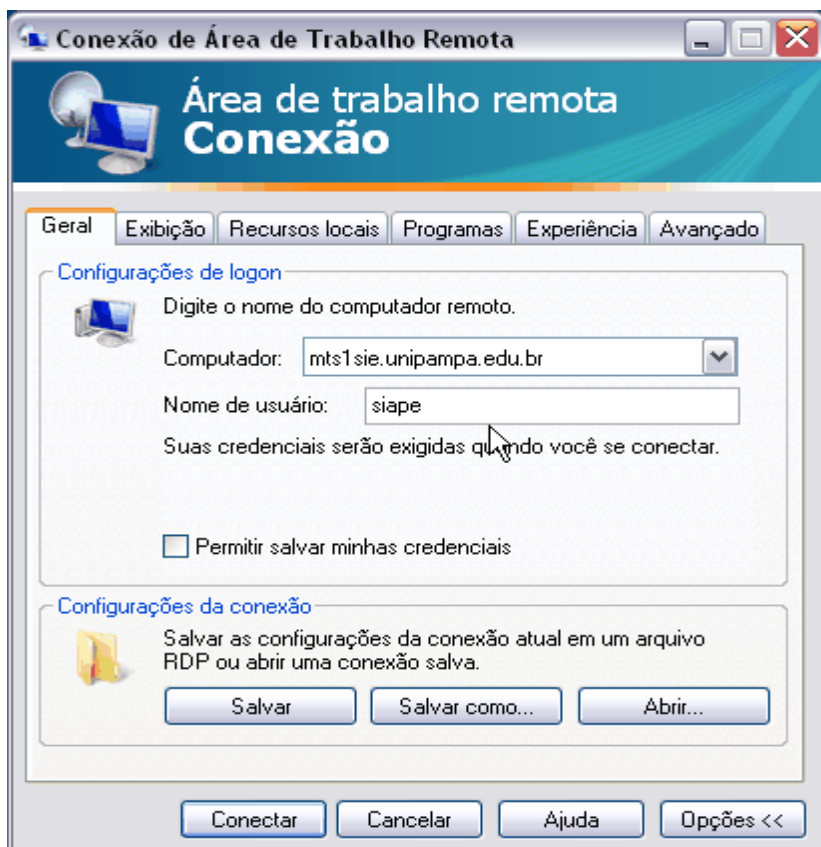 Conexão de Área de Trabalho Remota
Área de trabalho remota
Conexão
Geral Exibição Recursos locais Programas Experiência Avançado
Configurações de logon
Digite o nome do computador remoto.
Computador: mts1sie.unipampa.edu.br
Nome de usuário: siape
Suas credenciais serão exigidas quando você se conectar.
Permitir salvar minhas credenciais
Configurações da conexão
Salvar as configurações da conexão atual em um arquivo
RDP ou abrir uma conexão salva.
Salvar Salvar como... Abrir...
Conectar Cancelar Ajuda Opções <<